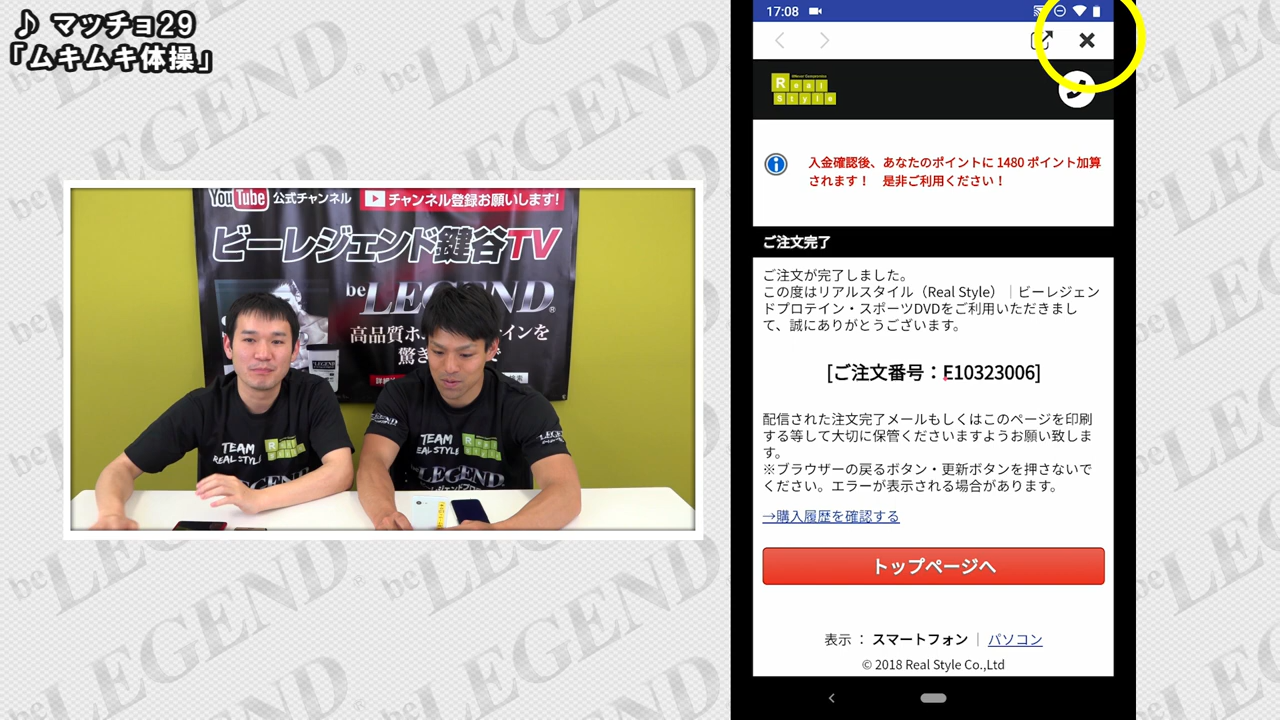 ♪ マッチョ29
「ムキムキ体操」
YouTube 公式チャンネル チャンネル登録お願いします!
ビーレジェンド鍵谷TV
be LEGEND
高品質ホ
インを
驚き
で
TEAM
REAL STYLE
Real Style
LEGEND
TEAM
REAL STYLE
Real Style
LEGEND
17:08
Real
Style
入金確認後、あなたのポイントに 1480 ポイント加算
されます! 是非ご利用ください!
ご注文完了
ご注文が完了しました。
この度はリアルスタイル（Real Style）｜ビーレジェン
ドプロテイン・スポーツDVDをご利用いただきまし
て、誠にありがとうございます。
[ご注文番号：E10323006]
配信された注文完了メールもしくはこのページを印刷
する等して大切に保管くださいますようお願い致しま
す。
※ブラウザーの戻るボタン・更新ボタンを押さないで
ください。エラーが表示される場合があります。
→購入履歴を確認する
トップページへ
表示 ： スマートフォン ｜ パソコン
© 2018 Real Style Co.,Ltd
be LEGEND